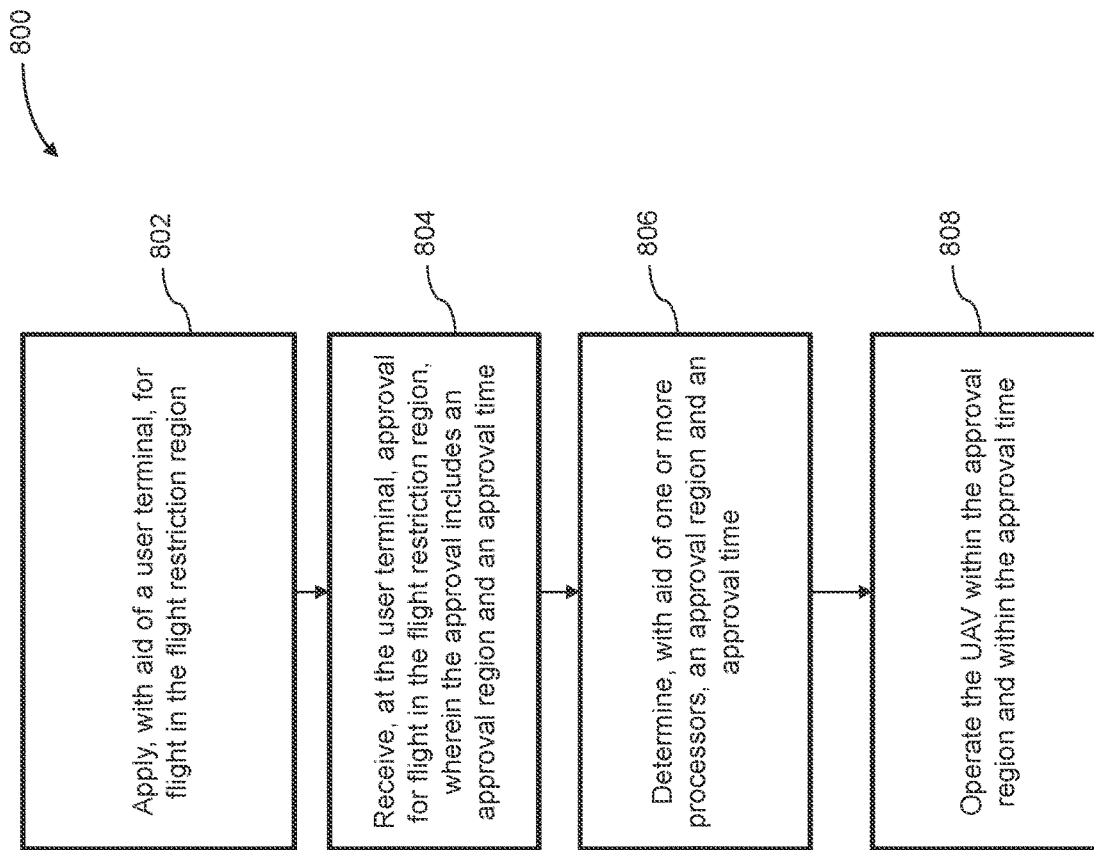 800
Apply, with aid of a user terminal, for
flight in the flight restriction region
802
Receive, at the user terminal, approval
for flight in the flight restriction region,
wherein the approval includes an
approval region and an approval time
804
Determine, with aid of one or more
processors, an approval region and an
approval time
806
Operate the UAV within the approval
region and within the approval time
808